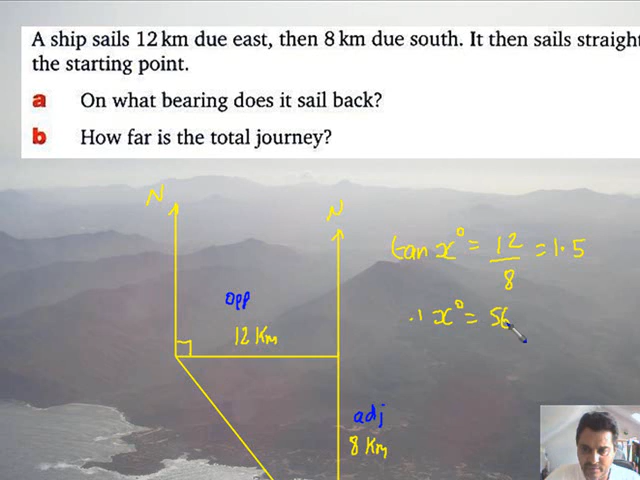 A ship sails 12 km due east, then 8 km due south. It then sails straight
the starting point.
a On what bearing does it sail back?
b How far is the total journey?
N
N
tan x° = 12/8 = 1.5
opp
12 Km
∴ x° = 56
adj
8 Km